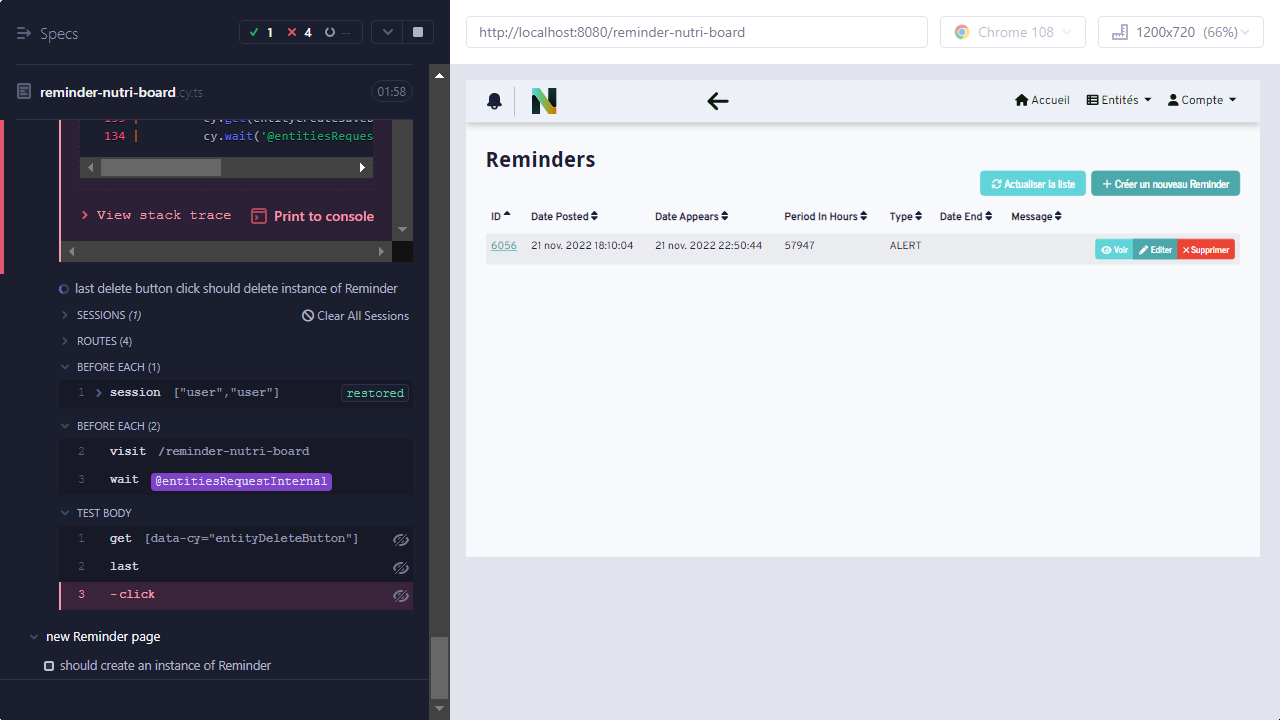 Specs
1
4
--
reminder-nutri-board.cy.ts
01:58
134 | cy.wait('@entitiesReques
View stack trace
Print to console
last delete button click should delete instance of Reminder
SESSIONS (1)
Clear All Sessions
ROUTES (4)
BEFORE EACH (1)
1 session ["user","user"] restored
BEFORE EACH (2)
2 visit /reminder-nutri-board
3 wait @entitiesRequestInternal
TEST BODY
1 get [data-cy="entityDeleteButton"]
2 last
3 -click
new Reminder page
should create an instance of Reminder
http://localhost:8080/reminder-nutri-board
Chrome 108
1200x720 (66%)
Accueil
Entités
Compte
Reminders
Actualiser la liste
+ Créer un nouveau Reminder
ID Date Posted Date Appears Period In Hours Type Date End Message
6056 21 nov. 2022 18:10:04 21 nov. 2022 22:50:44 57947 ALERT
Voir
Editer
Supprimer